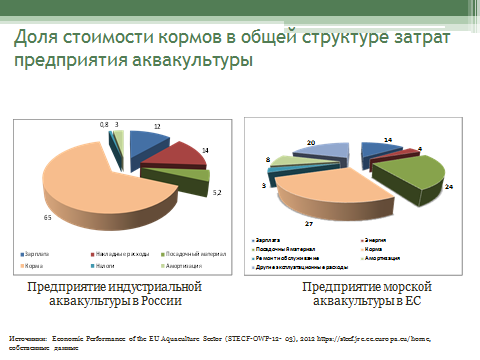 Доля стоимости кормов в общей структуре затрат
предприятия аквакультуры
0,8
3
12
14
5,2
65
Зарплата
Накладные расходы
Посадочный материал
Корма
Налоги
Амортизация
20
14
4
8
3
24
27
Зарплата
Энергия
Посадочный материал
Корма
Ремонт и обслуживание
Амортизация
Другие эксплуатационные расходы
Предприятие индустриальной
аквакультуры в России
Предприятие морской
аквакультуры в ЕС
Источники: Economic Performance of the EU Aquaculture Sector (STECF-OWP-12- 03), 2012 https://stecf.jrc.ec.europa.eu/home,
собственные данные